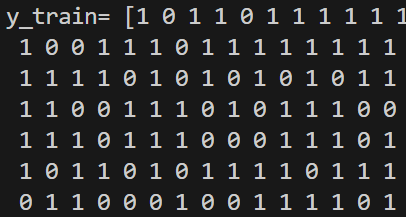 y_train= [1 0 1 1 0 1 1 1 1 1 1
1 0 0 1 1 1 0 1 1 1 1 1 1 1 1
1 1 1 1 0 1 0 1 0 1 0 1 0 1 1
1 1 0 0 1 1 1 0 1 0 1 1 1 0 0
1 1 1 0 1 1 1 0 0 0 1 1 1 0 1
1 0 1 1 0 1 0 1 1 1 1 0 1 1 1
0 1 1 0 0 0 1 0 0 1 1 1 1 0 1